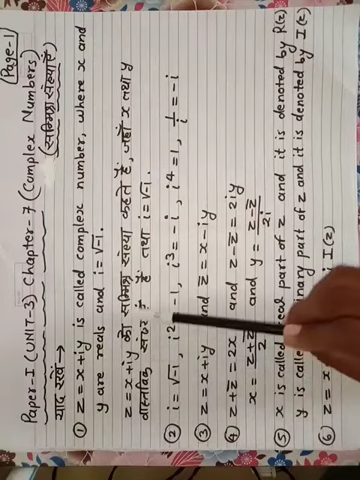 Page-1
Paper-I (UNIT-3) Chapter-7 (Complex Numbers)
याद रखें → (सम्मिश्र संख्याएँ)
① z = x+iy is called complex number, where x and
y are reals and i = √-1.
z = x+iy को सम्मिश्र संख्या कहते हैं, जहाँ x तथा y
वास्तविक हैं तथा i = √-1.
② i = √-1, i² -1, i³ = -i, i⁴ = 1, 1/i = -i
③ z = x+iy and z̅ = x-iy
④ z+z̅ = 2x and z-z̅ = 2iy
x = z+z̅/2 and y = z-z̅/2i
⑤ x is called real part of z and it is denoted by R(z)
y is called part of z and it is denoted by I(z)
⑥ z = x I(z)